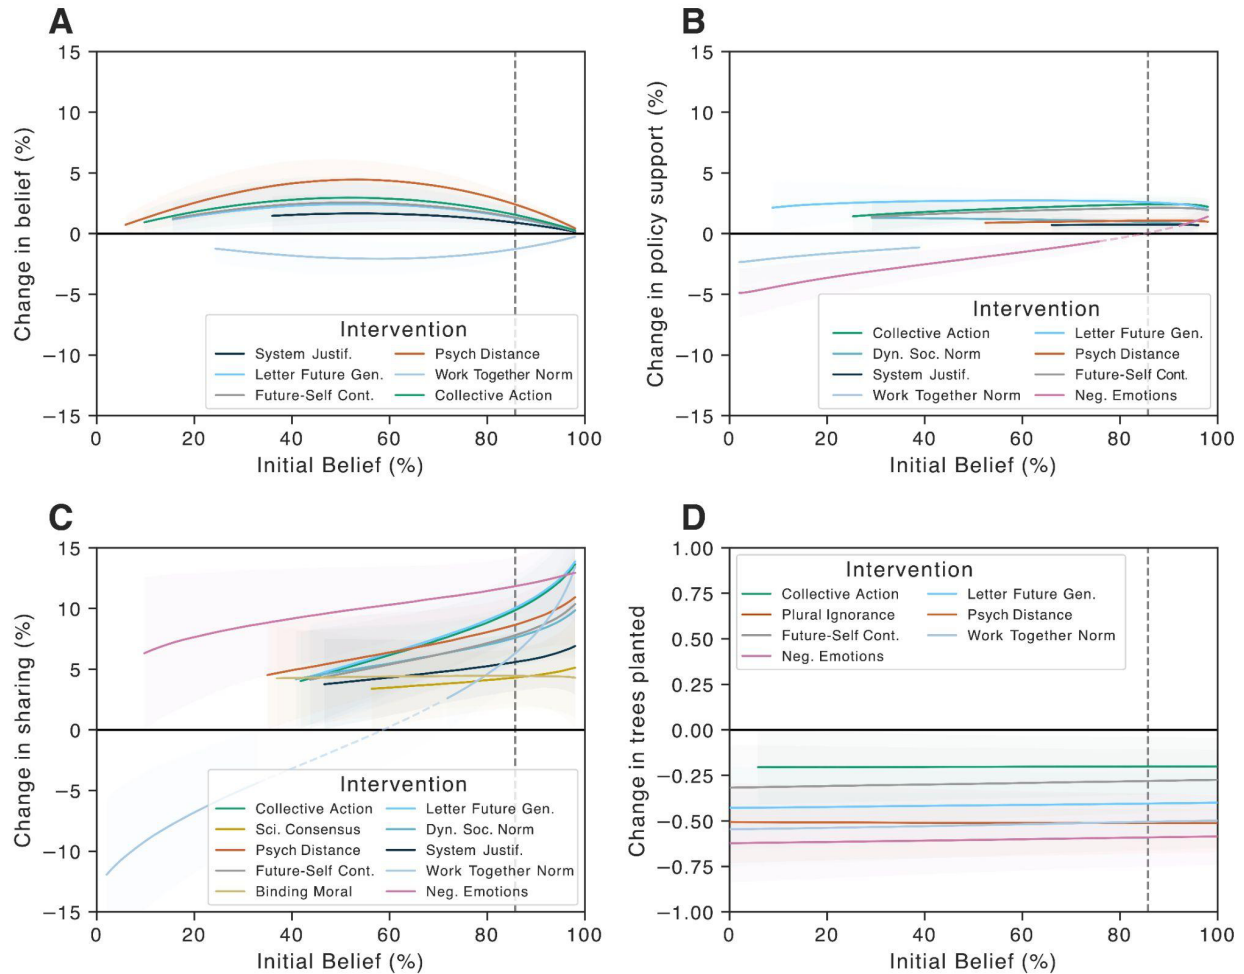 A
Change in belief (%)
15
10
5
0
−5
−10
−15
Intervention
System Justif.
Psych Distance
Letter Future Gen.
Work Together Norm
Future-Self Cont.
Collective Action
0 20 40 60 80 100
Initial Belief (%)
B
Change in policy support (%)
15
10
5
0
−5
−10
−15
Intervention
Collective Action
Letter Future Gen.
Dyn. Soc. Norm
Psych Distance
System Justif.
Future-Self Cont.
Work Together Norm
Neg. Emotions
0 20 40 60 80 100
Initial Belief (%)
C
Change in sharing (%)
15
10
5
0
−5
−10
−15
Intervention
Collective Action
Letter Future Gen.
Sci. Consensus
Dyn. Soc. Norm
Psych Distance
System Justif.
Future-Self Cont.
Work Together Norm
Binding Moral
Neg. Emotions
0 20 40 60 80 100
Initial Belief (%)
D
Change in trees planted
1.00
0.75
0.50
0.25
0.00
−0.25
−0.50
−0.75
−1.00
Intervention
Collective Action
Letter Future Gen.
Plural Ignorance
Psych Distance
Future-Self Cont.
Work Together Norm
Neg. Emotions
0 20 40 60 80 100
Initial Belief (%)